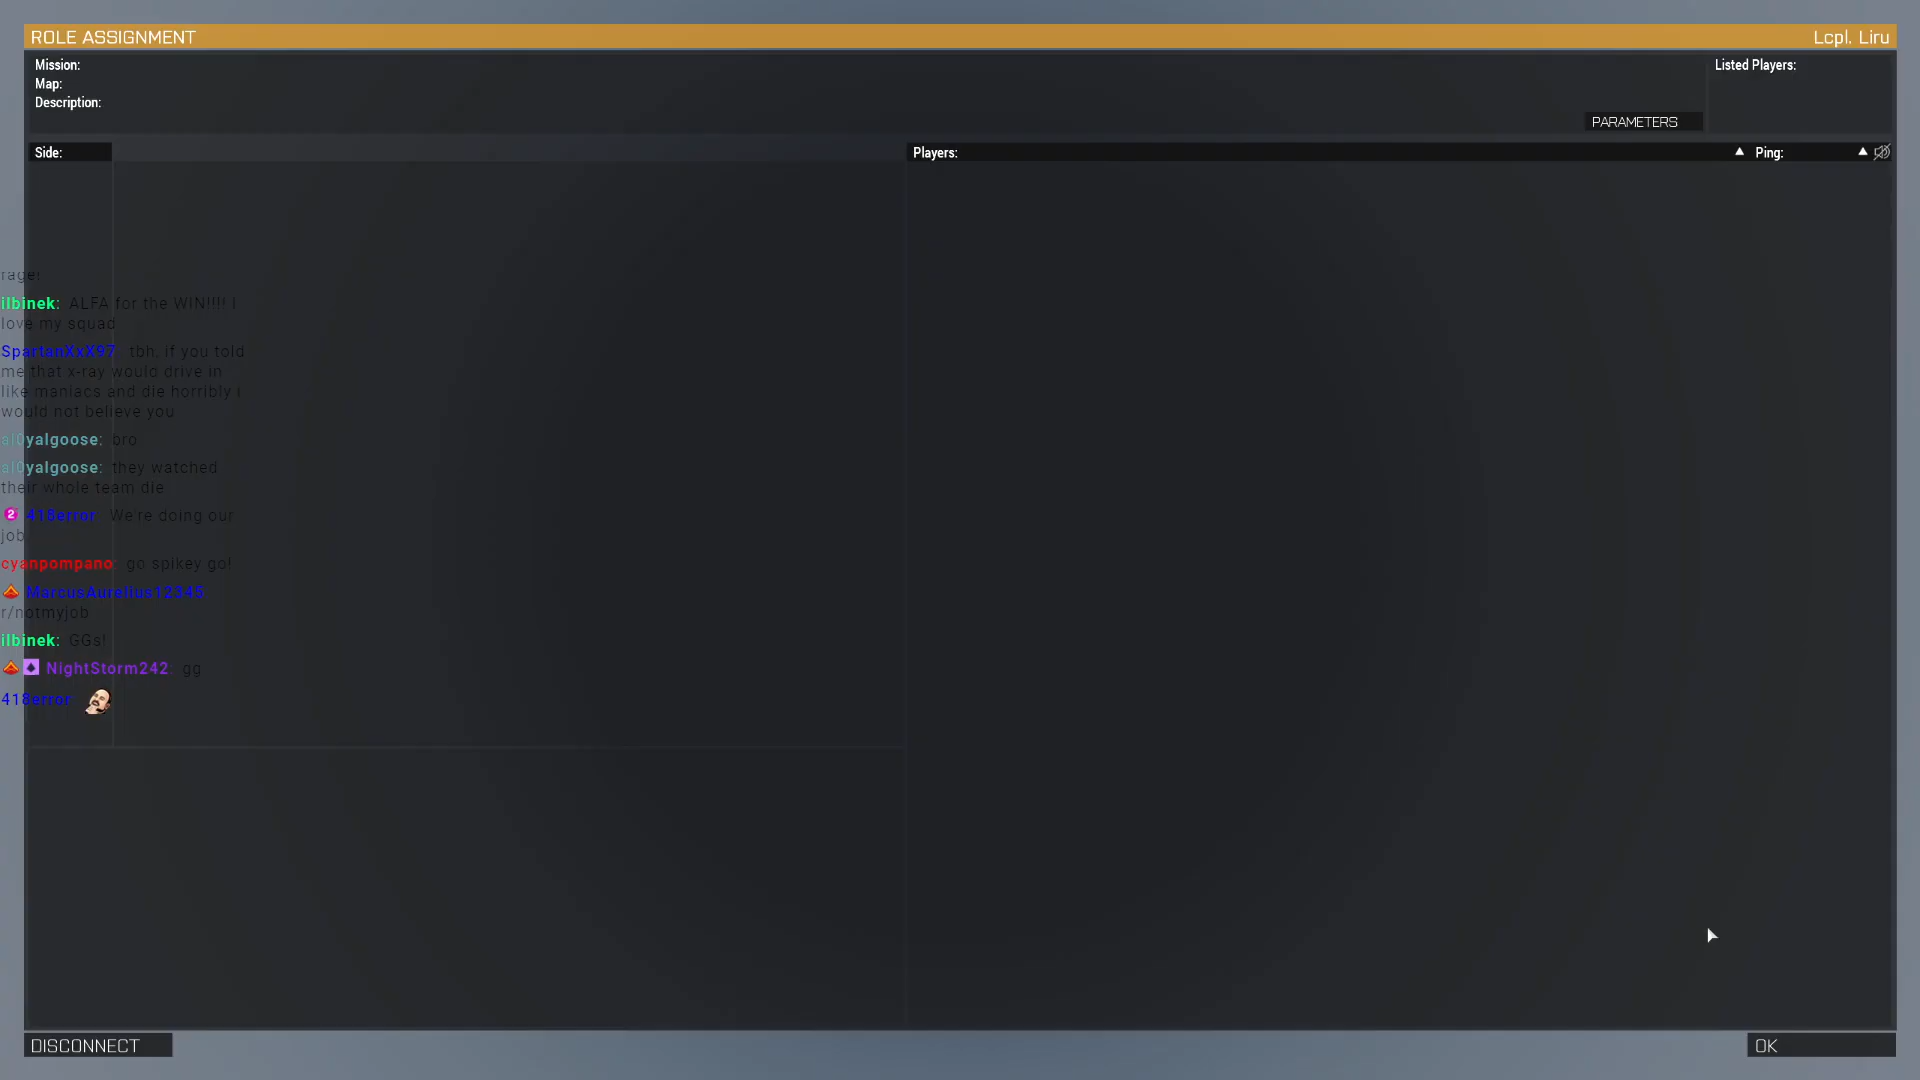 ROLE ASSIGNMENT
Lcpl. Liru
Mission:
Map:
Description:
Listed Players:
PARAMETERS
Side:
Players:
Ping:
rage!
ilbinek: ALFA for the WIN!!!! I
love my squad
SpartanXxX97: tbh, if you told
me that x-ray would drive in
like maniacs and die horribly i
would not believe you
al0yalgoose: bro
al0yalgoose: they watched
their whole team die
2 418error: We're doing our
job
cyanpompano: go spikey go!
MarcusAurelius12345:
r/notmyjob
ilbinek: GGs!
NightStorm242: gg
418error:
DISCONNECT
OK